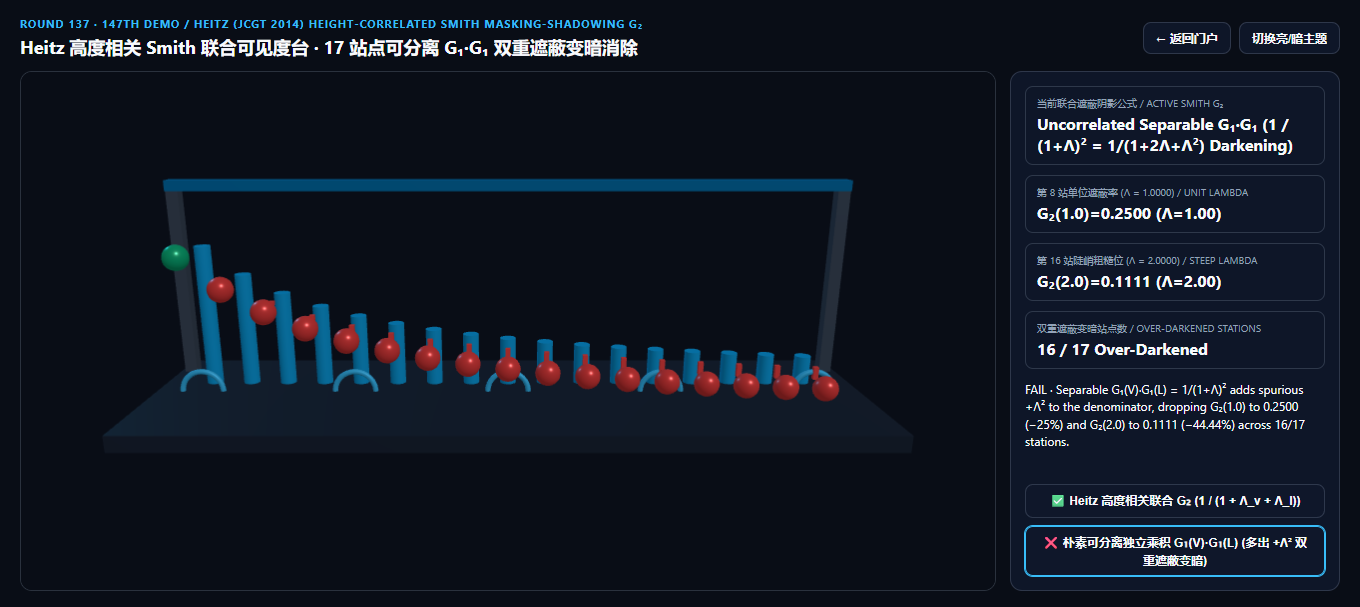 ROUND 137 · 147TH DEMO / HEITZ (JCGT 2014) HEIGHT-CORRELATED SMITH MASKING-SHADOWING G₂
Heitz 高度相关 Smith 联合可见度台 · 17 站点可分离 G₁·G₁ 双重遮蔽变暗消除
← 返回门户
切换亮/暗主题
当前联合遮蔽阴影公式 / ACTIVE SMITH G₂
Uncorrelated Separable G₁·G₁ (1 /
(1+Λ)² = 1/(1+2Λ+Λ²) Darkening)
第 8 站单位遮蔽率 (Λ = 1.0000) / UNIT LAMBDA
G₂(1.0)=0.2500 (Λ=1.00)
第 16 站陡峭粗糙位 (Λ = 2.0000) / STEEP LAMBDA
G₂(2.0)=0.1111 (Λ=2.00)
双重遮蔽变暗站点数 / OVER-DARKENED STATIONS
16 / 17 Over-Darkened
FAIL · Separable G₁(V)·G₁(L) = 1/(1+Λ)² adds spurious
+Λ² to the denominator, dropping G₂(1.0) to 0.2500
(−25%) and G₂(2.0) to 0.1111 (−44.44%) across 16/17
stations.
✅ Heitz 高度相关联合 G₂ (1 / (1 + Λ_v + Λ_l))
❌ 朴素可分离独立乘积 G₁(V)·G₁(L) (多出 +Λ² 双
重遮蔽变暗)